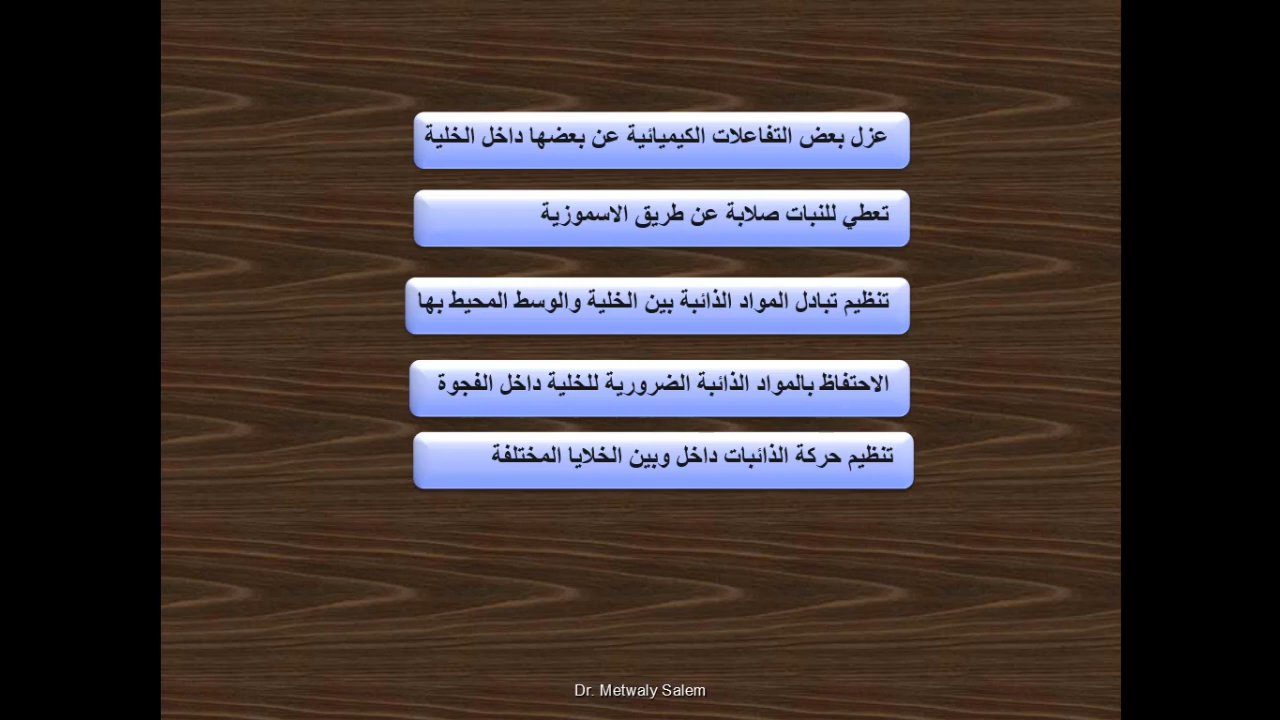 عزل بعض التفاعلات الكيميائية عن بعضها داخل الخلية
تعطي للنبات صلابة عن طريق الاسموزية
تنظيم تبادل المواد الذائبة بين الخلية والوسط المحيط بها
الاحتفاظ بالمواد الذائبة الضرورية للخلية داخل الفجوة
تنظيم حركة الذائبات داخل وبين الخلايا المختلفة
Dr. Metwaly Salem